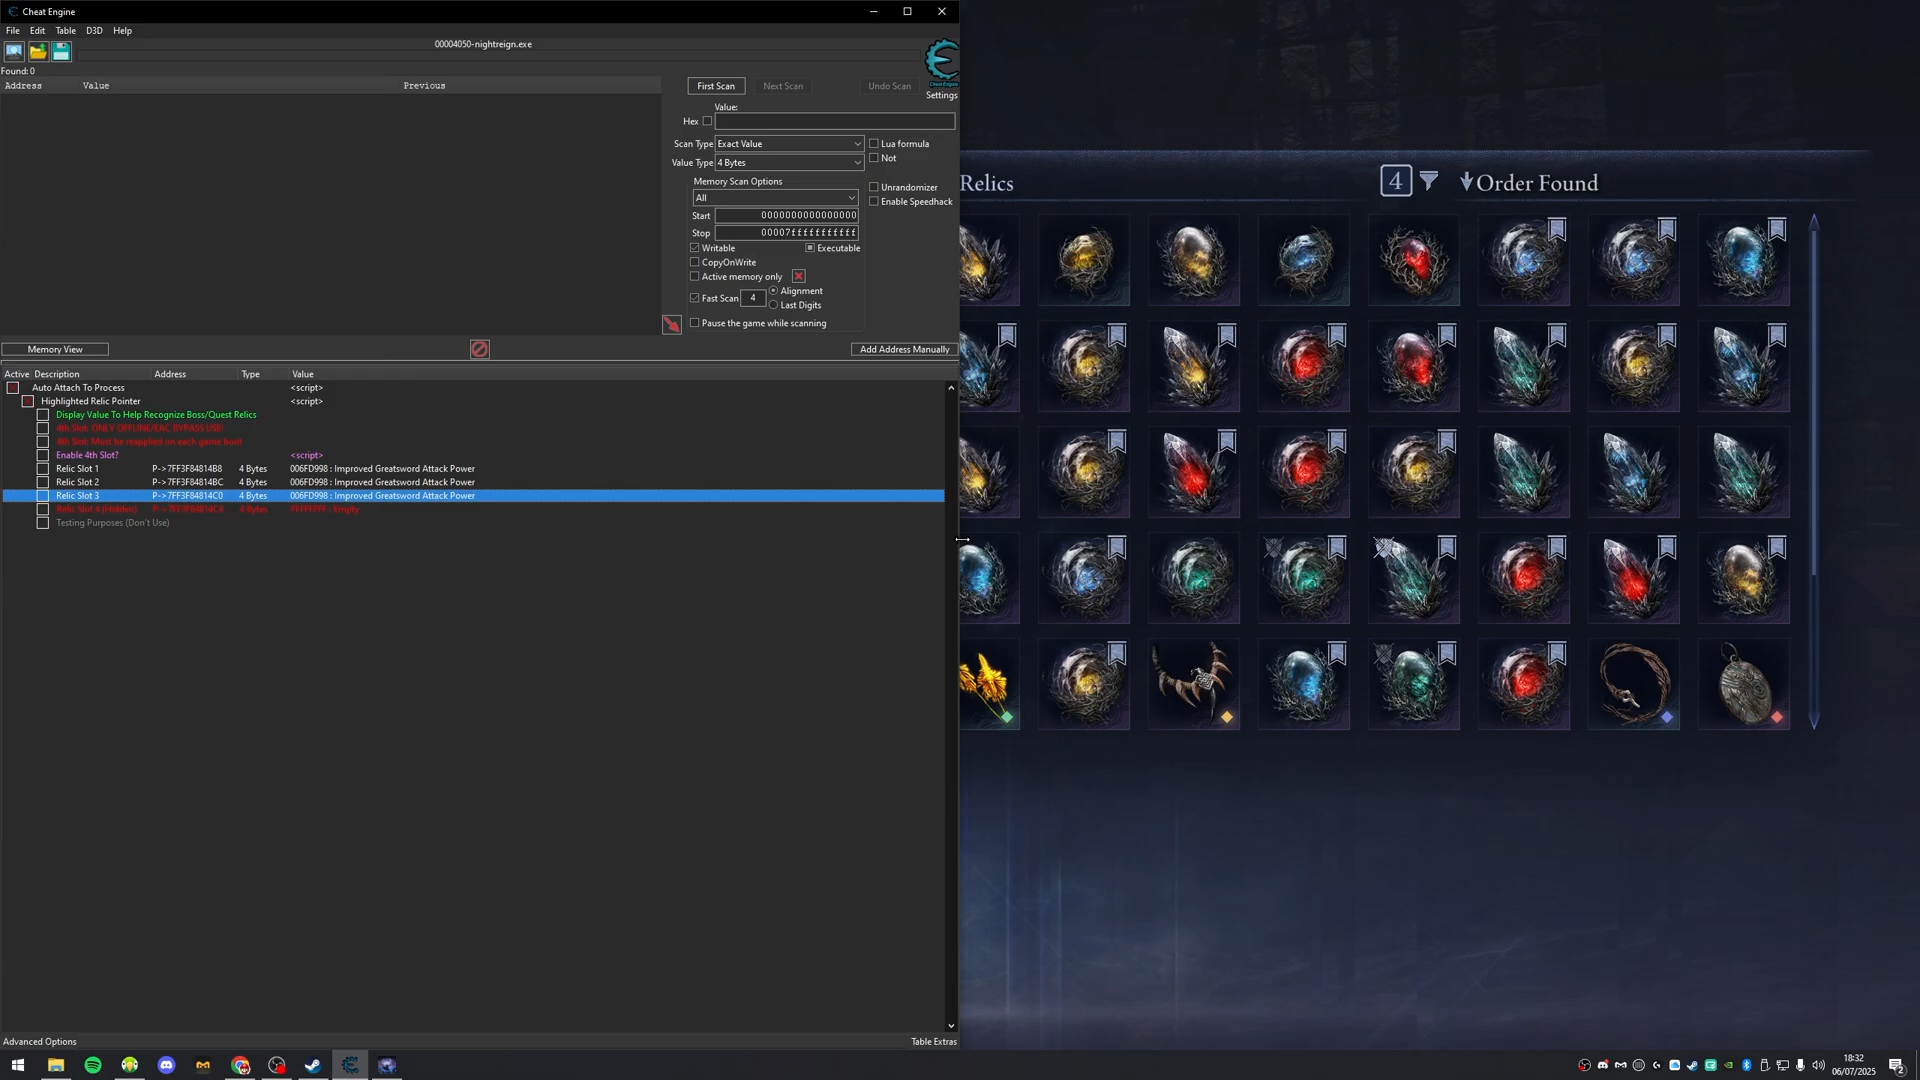 Cheat Engine
File Edit Table D3D Help
00004050-nightreign.exe
Found: 0
Address Value Previous
First Scan Next Scan Undo Scan
Cheat Engine
Settings
Value:
Hex
Scan Type Exact Value Lua formula
Not
Value Type 4 Bytes
Memory Scan Options
All
Unrandomizer
Enable Speedhack
Start 0000000000000000
Stop 00007fffffffffff
Writable Executable
CopyOnWrite
Active memory only
Fast Scan 4 Alignment
Last Digits
Pause the game while scanning
Memory View Add Address Manually
Active Description Address Type Value
Auto Attach To Process <script>
Highlighted Relic Pointer <script>
Display Value To Help Recognize Boss/Quest Relics
4th Slot: ONLY OFFLINE/EAC BYPASS USE!
4th Slot: Must be reapplied on each game boot
Enable 4th Slot? <script>
Relic Slot 1 P->7FF3F84814B8 4 Bytes 006FD998 : Improved Greatsword Attack Power
Relic Slot 2 P->7FF3F84814BC 4 Bytes 006FD998 : Improved Greatsword Attack Power
Relic Slot 3 P->7FF3F84814C0 4 Bytes 006FD998 : Improved Greatsword Attack Power
Relic Slot 4 (Hidden) P->7FF3F84814C4 4 Bytes FFFFFFFF : Empty
Testing Purposes (Don't Use)
Advanced Options Table Extras
Relics
4 Order Found
18:32
06/07/2025
2